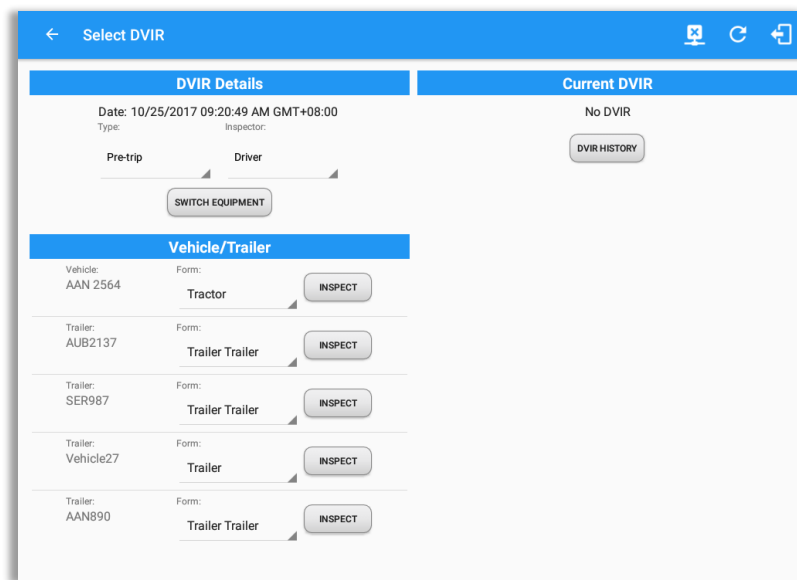 Select DVIR
DVIR Details
Date: 10/25/2017 09:20:49 AM GMT+08:00
Type: Inspector:
Pre-trip Driver
SWITCH EQUIPMENT
Vehicle/Trailer
Vehicle: Form:
AAN 2564 Tractor INSPECT
Trailer: Form:
AUB2137 Trailer Trailer INSPECT
Trailer: Form:
SER987 Trailer Trailer INSPECT
Trailer: Form:
Vehicle27 Trailer INSPECT
Trailer: Form:
AAN890 Trailer Trailer INSPECT
Current DVIR
No DVIR
DVIR HISTORY